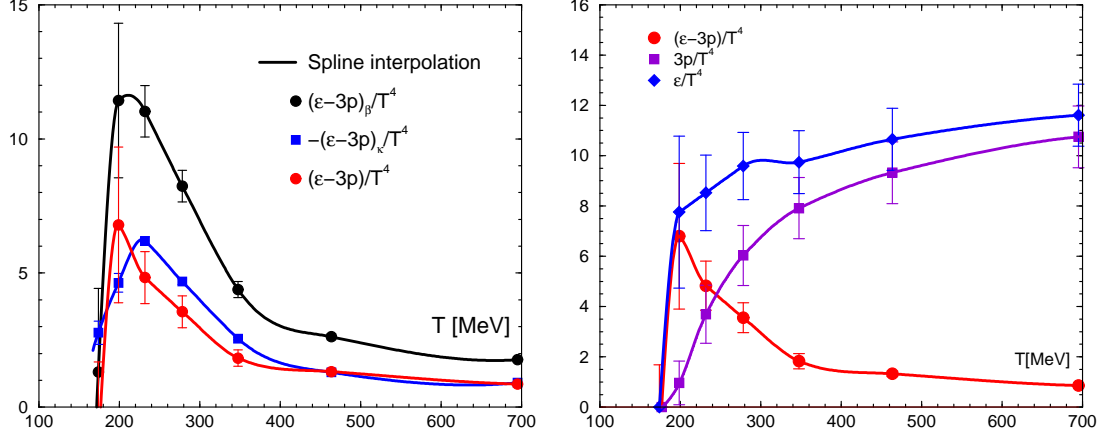 15
10
5
0
100 200 300 400 500 600 700
Spline interpolation
(ε−3p)β/T⁴
−(ε−3p)κ/T⁴
(ε−3p)/T⁴
T [MeV]
16
14
12
10
8
6
4
2
0
100 200 300 400 500 600 700
(ε−3p)/T⁴
3p/T⁴
ε/T⁴
T[MeV]